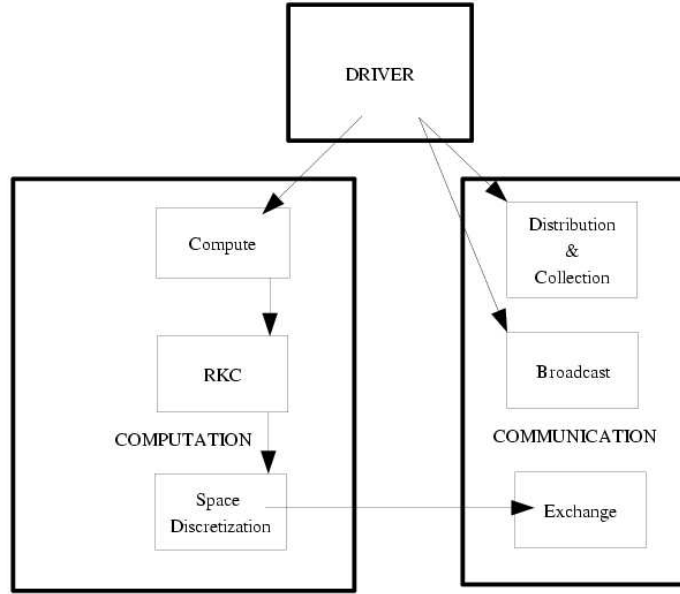 DRIVER
Compute
RKC
COMPUTATION
Space
Discretization
Distribution
&
Collection
Broadcast
COMMUNICATION
Exchange